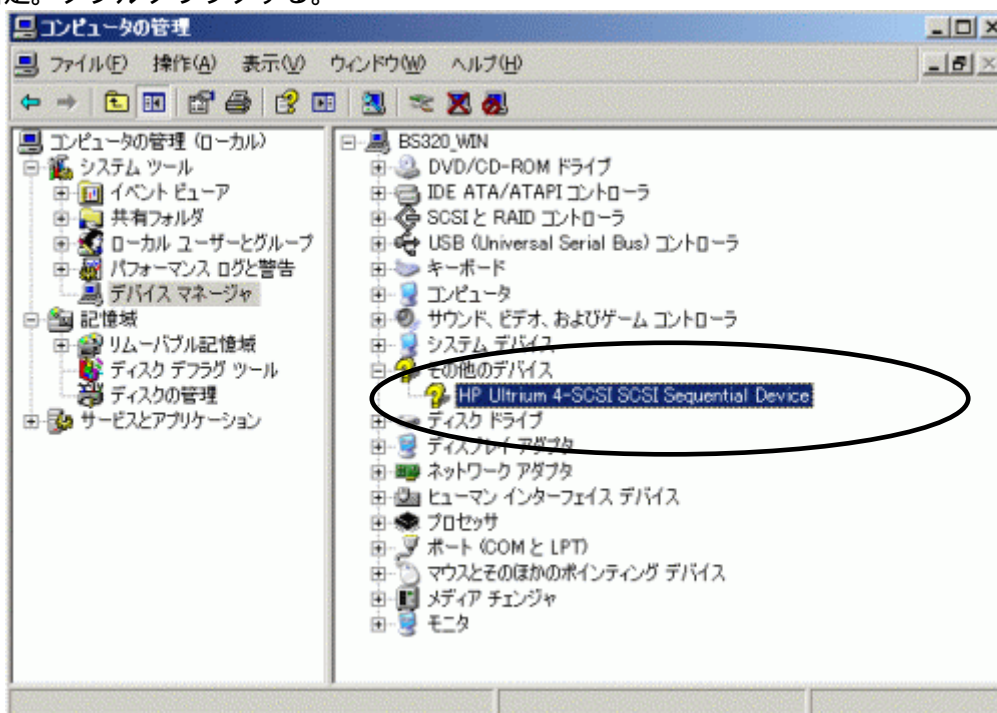 コンピュータの管理
ファイル(F) 操作(A) 表示(V) ウィンドウ(W) ヘルプ(H)
コンピュータの管理 (ローカル)
システム ツール
イベント ビューア
共有フォルダ
ローカル ユーザーとグループ
パフォーマンス ログと警告
デバイス マネージャ
記憶域
リムーバブル記憶域
ディスク デフラグ ツール
ディスクの管理
サービスとアプリケーション
BS320_WIN
DVD/CD-ROM ドライブ
IDE ATA/ATAPI コントローラ
SCSI と RAID コントローラ
USB (Universal Serial Bus) コントローラ
キーボード
コンピュータ
サウンド、ビデオ、およびゲーム コントローラ
システム デバイス
その他のデバイス
HP Ultrium 4-SCSI SCSI Sequential Device
ディスク ドライブ
ディスプレイ アダプタ
ネットワーク アダプタ
ヒューマン インターフェイス デバイス
プロセッサ
ポート (COM と LPT)
マウスとそのほかのポインティング デバイス
メディア チェンジャ
モニタ